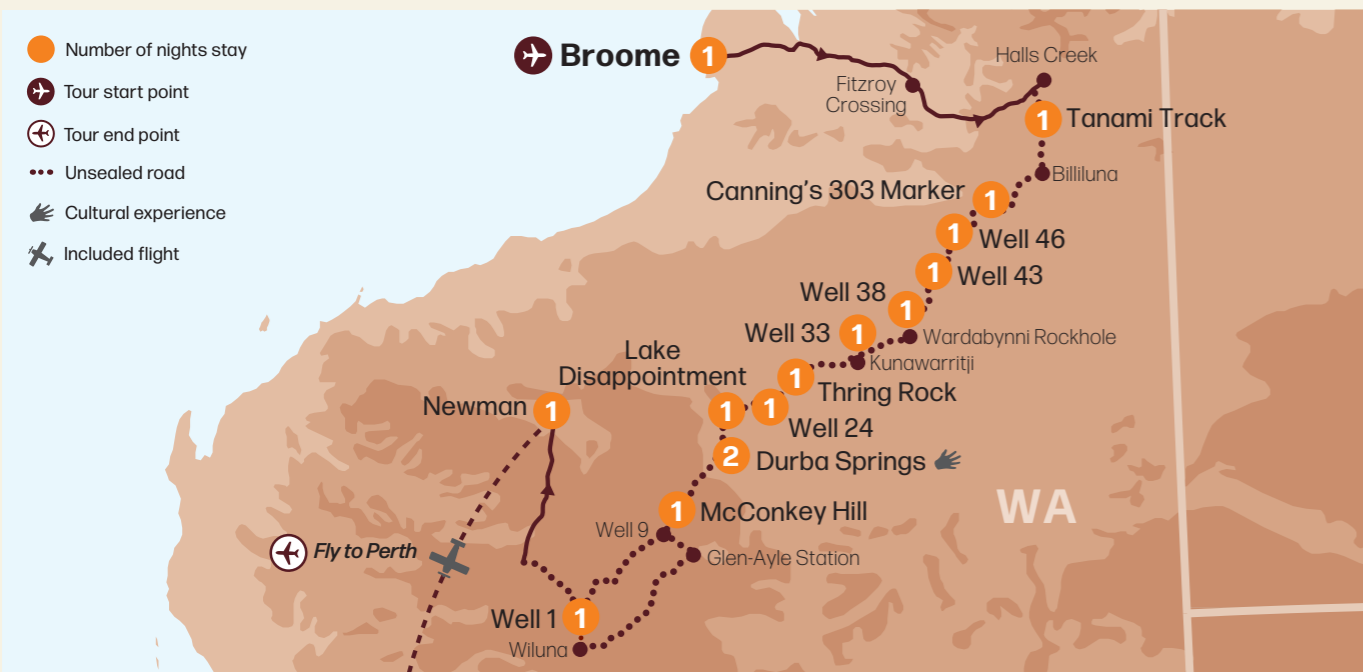 Number of nights stay
Tour start point
Tour end point
Unsealed road
Cultural experience
Included flight
Broome 1
Fitzroy
Crossing
Halls Creek
1 Tanami Track
Billiluna
Canning's 303 Marker 1
1 Well 46
1 Well 43
Well 38 1
Well 33 1
Wardabynni Rockhole
Kunawarritji
Lake
Disappointment
1
1 Thring Rock
1
Well 24
Newman 1
2 Durba Springs
1 McConkey Hill
WA
Well 9
Glen-Ayle Station
Fly to Perth
Well 1 1
Wiluna